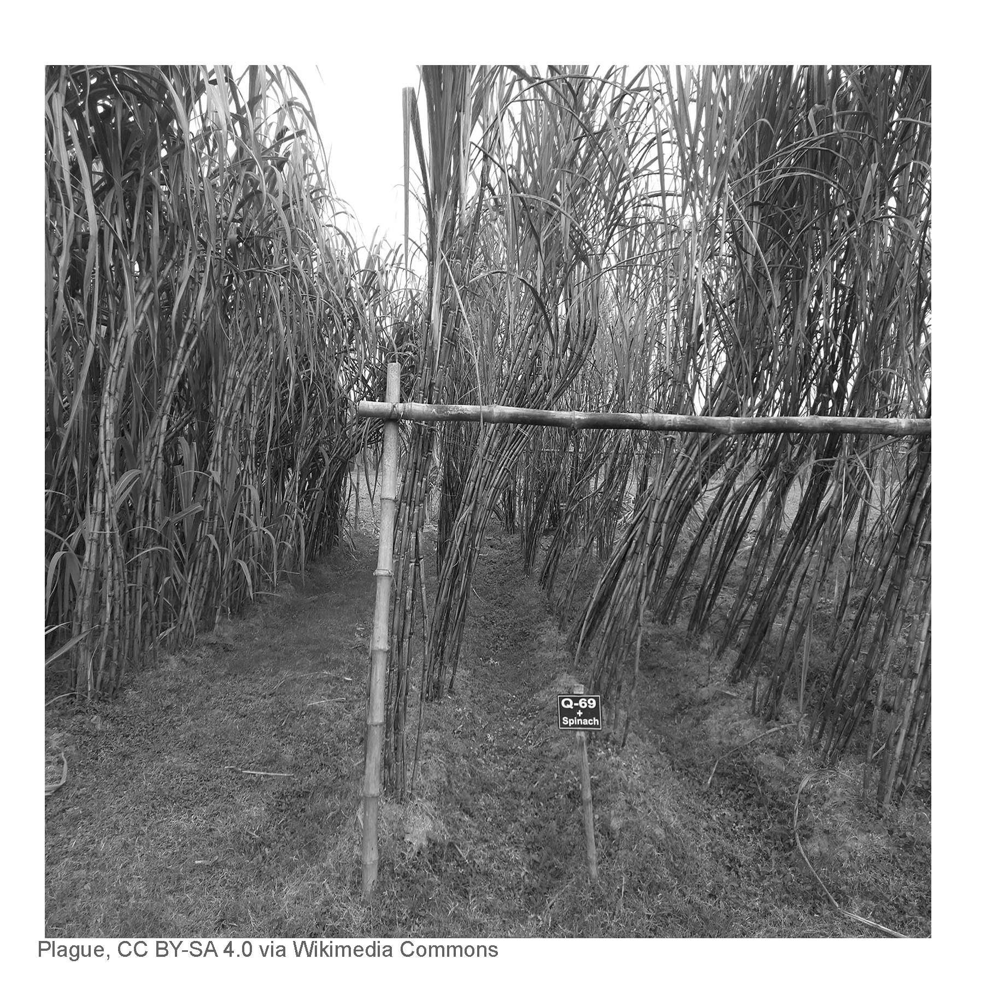 Q-69
+
Spinach
Plague, CC BY-SA 4.0 via Wikimedia Commons